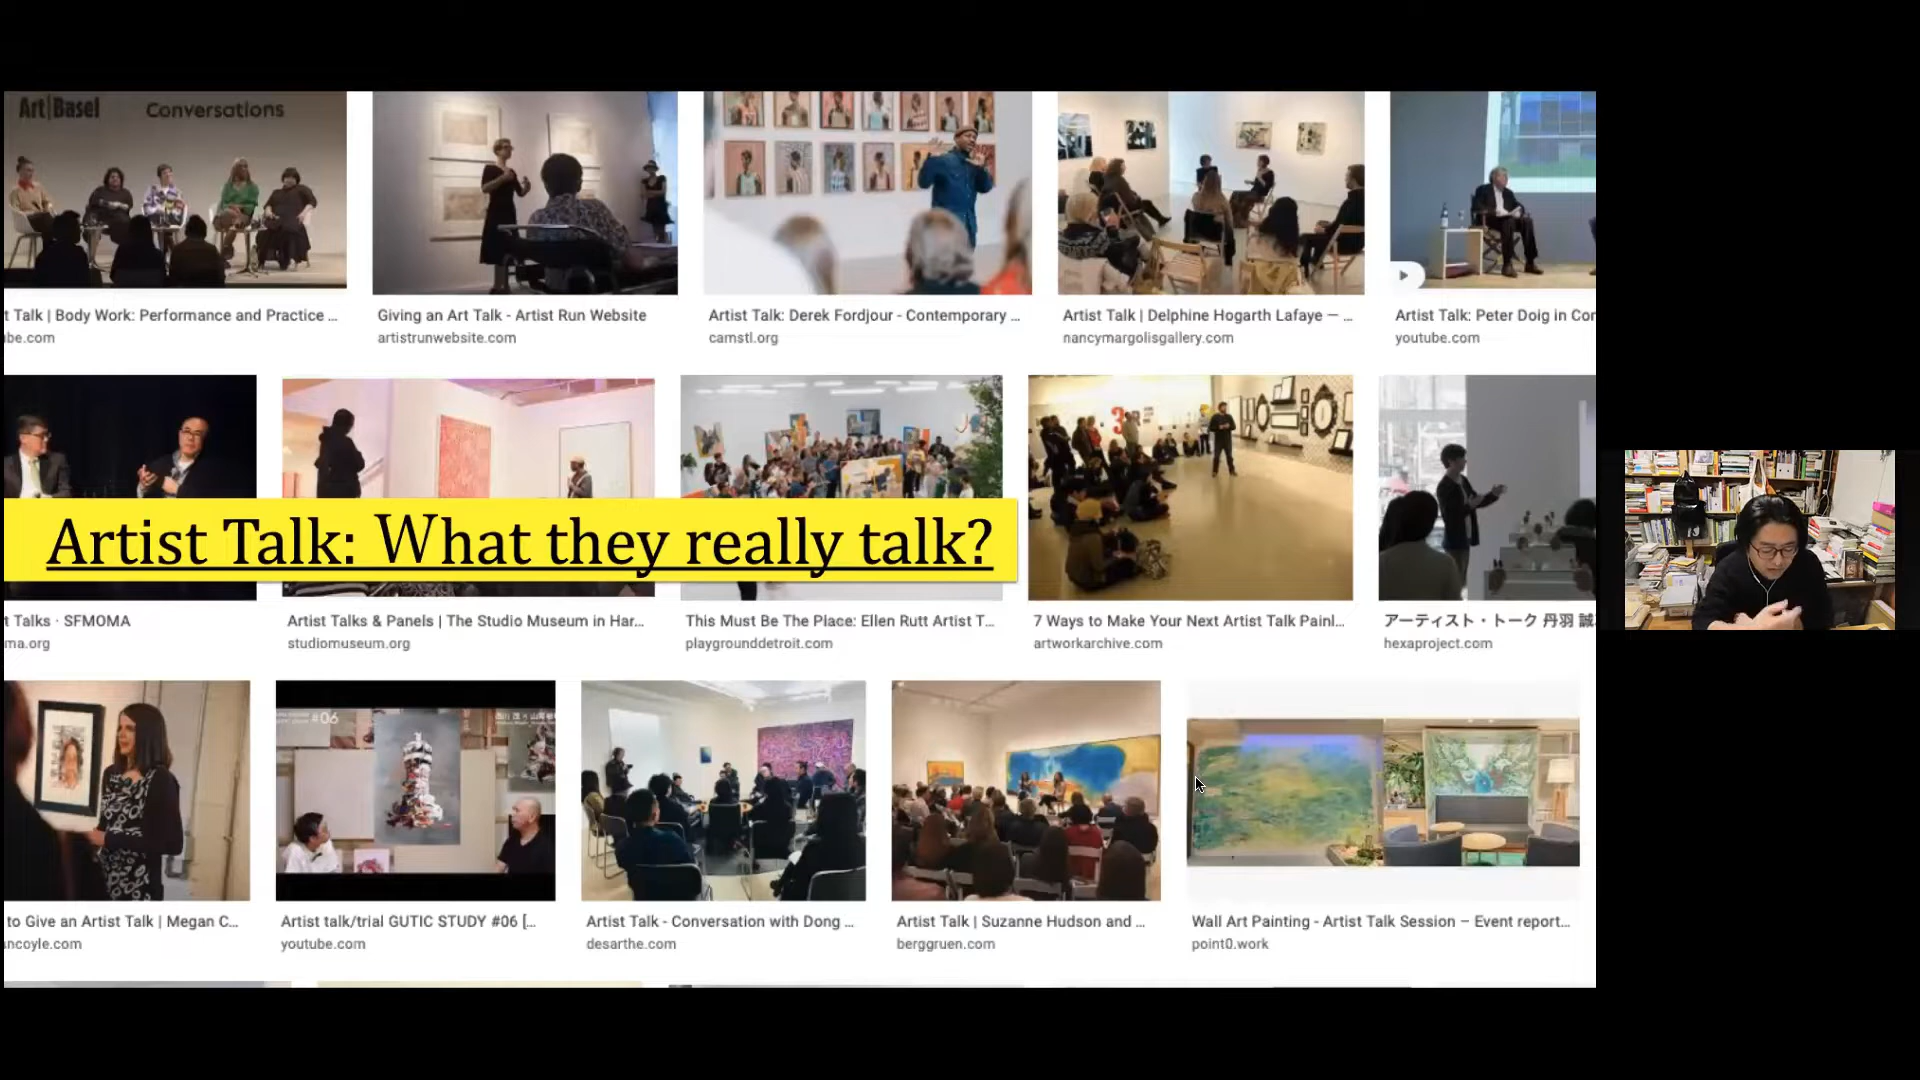 Art|Basel Conversations
t Talk | Body Work: Performance and Practice ...
be.com
Giving an Art Talk - Artist Run Website
artistrunwebsite.com
Artist Talk: Derek Fordjour - Contemporary ...
camstl.org
Artist Talk | Delphine Hogarth Lafaye — ...
nancymargolisgallery.com
Artist Talk: Peter Doig in Con
youtube.com
Artist Talk: What they really talk?
t Talks · SFMOMA
ma.org
Artist Talks & Panels | The Studio Museum in Har...
studiomuseum.org
This Must Be The Place: Ellen Rutt Artist T...
playgrounddetroit.com
7 Ways to Make Your Next Artist Talk Painl...
artworkarchive.com
アーティスト・トーク 丹羽 誠
hexaproject.com
#06
to Give an Artist Talk | Megan C...
ncoyle.com
Artist talk/trial GUTIC STUDY #06 [...
youtube.com
Artist Talk - Conversation with Dong ...
desarthe.com
Artist Talk | Suzanne Hudson and ...
berggruen.com
Wall Art Painting - Artist Talk Session – Event report...
point0.work